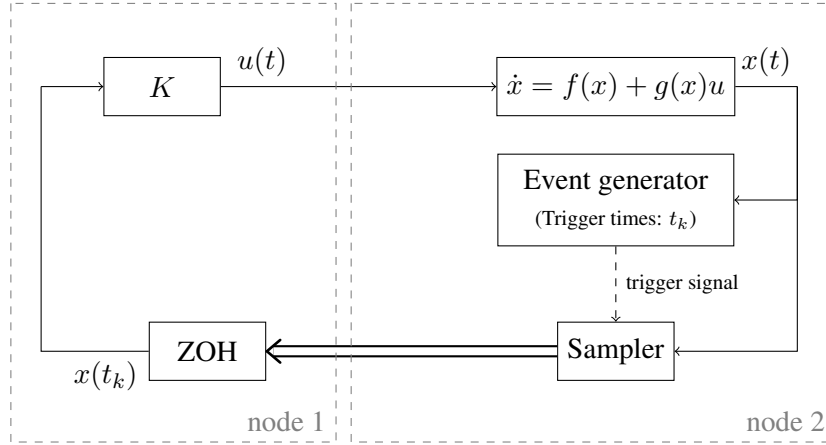 u(t)
x(t)
K
ẋ = f(x) + g(x)u
Event generator
(Trigger times: t_k)
trigger signal
ZOH
Sampler
x(t_k)
node 1
node 2